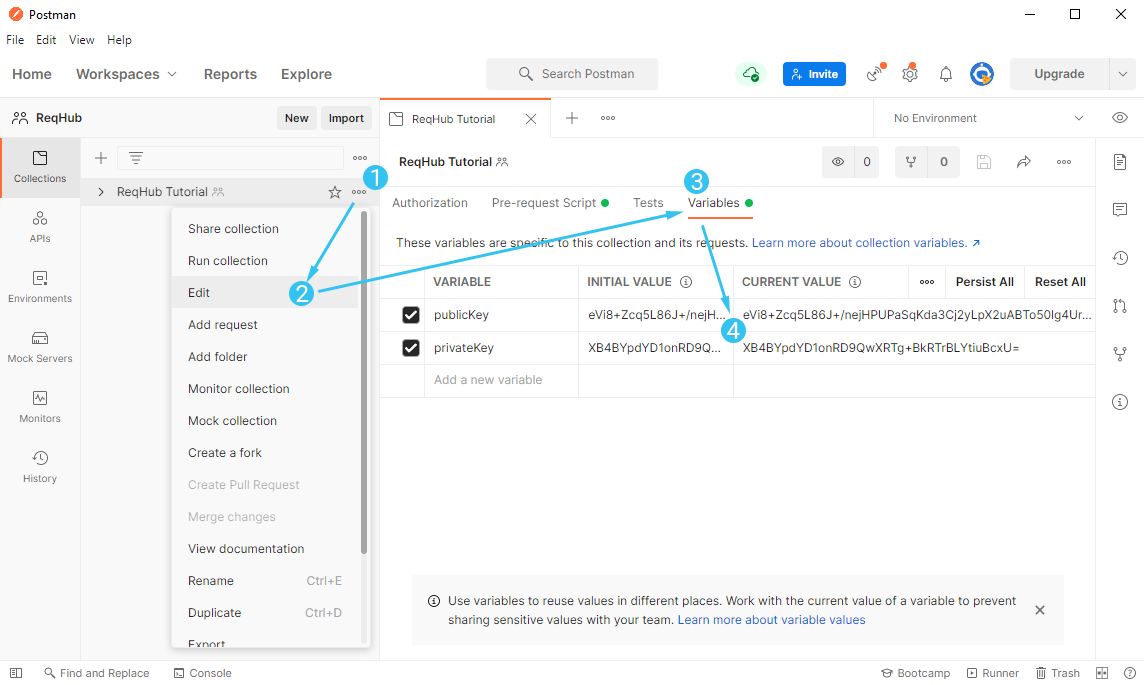 Postman
File Edit View Help
Home Workspaces Reports Explore Search Postman Invite Upgrade
ReqHub New Import ReqHub Tutorial No Environment
Collections
APIs
Environments
Mock Servers
Monitors
History
ReqHub Tutorial
1
Share collection
Run collection
Edit
2
Add request
Add folder
Monitor collection
Mock collection
Create a fork
Create Pull Request
Merge changes
View documentation
Rename Ctrl+E
Duplicate Ctrl+D
Export
ReqHub Tutorial 0 0
3
Authorization Pre-request Script Tests Variables
These variables are specific to this collection and its requests. Learn more about collection variables.
VARIABLE INITIAL VALUE CURRENT VALUE Persist All Reset All
publicKey eVi8+Zcq5L86J+/nejH... eVi8+Zcq5L86J+/nejHPUPaSqKda3Cj2yLpX2uABTo50Ig4Ur...
4
privateKey XB4BYpdYD1onRD9Q... XB4BYpdYD1onRD9QwXRTg+BkRTrBLYtiuBcxU=
Add a new variable
Use variables to reuse values in different places. Work with the current value of a variable to prevent
sharing sensitive values with your team. Learn more about variable values
Find and Replace Console Bootcamp Runner Trash